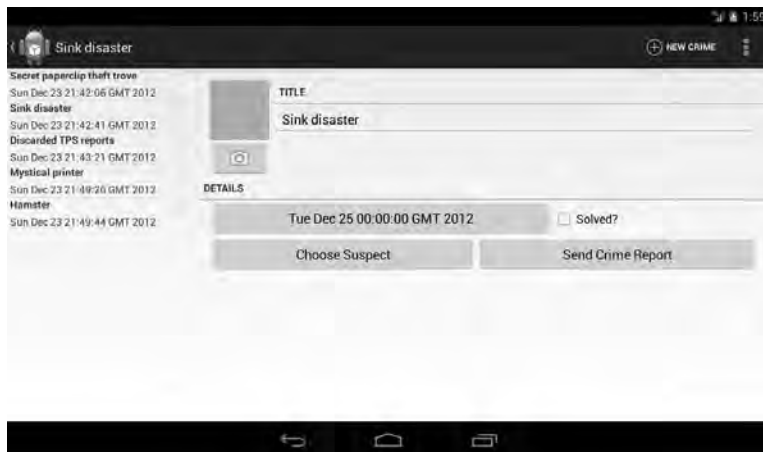 1:59
Sink disaster
NEW CRIME
Secret paperclip theft trove
Sun Dec 23 21:42:06 GMT 2012
Sink disaster
Sun Dec 23 21:42:41 GMT 2012
Discarded TPS reports
Sun Dec 23 21:43:21 GMT 2012
Mystical printer
Sun Dec 23 21:49:26 GMT 2012
Hamster
Sun Dec 23 21:49:44 GMT 2012
TITLE
Sink disaster
DETAILS
Tue Dec 25 00:00:00 GMT 2012
Solved?
Choose Suspect
Send Crime Report